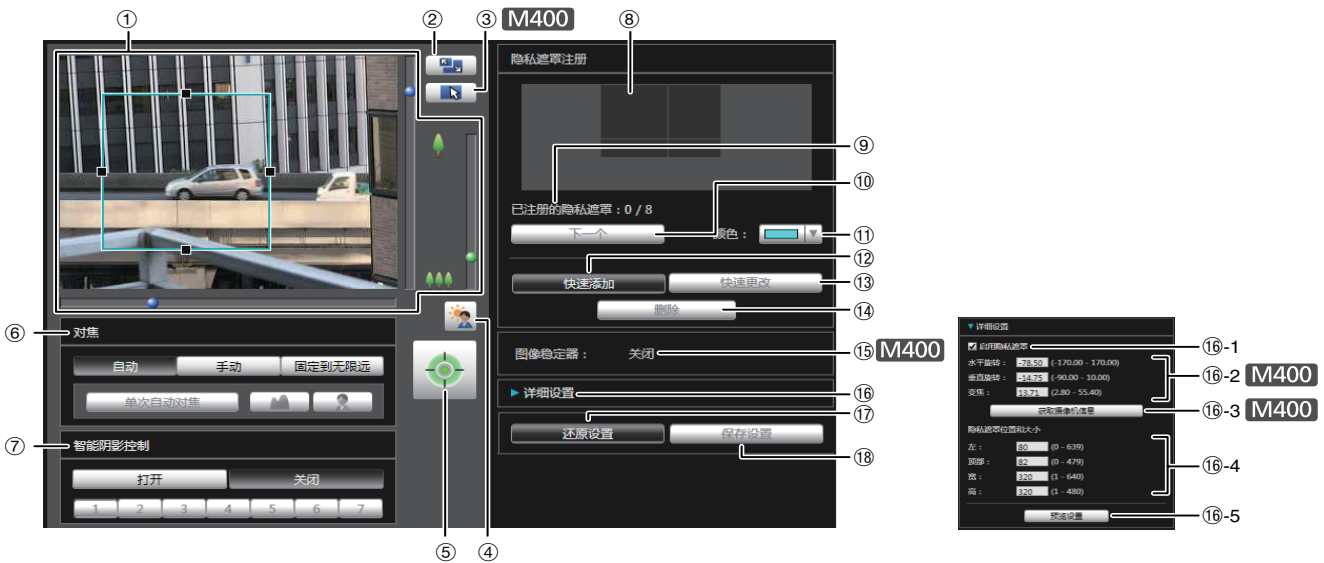 ① ② ③ M400 ⑧
隐私遮罩注册
⑨
⑩
已注册的隐私遮罩：0 / 8
下一个 颜色： ⑪
⑫
快速添加 快速更改 ⑬
删除 ⑭
⑥ 对焦
自动 手动 固定到无限远
单次自动对焦
⑦ 智能阴影控制
打开 关闭
1 2 3 4 5 6 7
⑤ ④
图像稳定器： 关闭 ⑮ M400
▶ 详细设置 ⑯
⑰
还原设置 保存设置
⑱
▼ 详细设置
启用隐私遮罩 ⑯-1
水平旋转： -78.50 (-170.00 - 170.00)
垂直旋转： -14.75 (-90.00 - 10.00) ⑯-2 M400
变焦： 13.71 (2.80 - 55.40)
获取摄像机信息 ⑯-3 M400
隐私遮罩位置和大小
左： 80 (0 - 639)
顶部： 82 (0 - 479) ⑯-4
宽： 320 (1 - 640)
高： 320 (1 - 480)
预览设置 ⑯-5